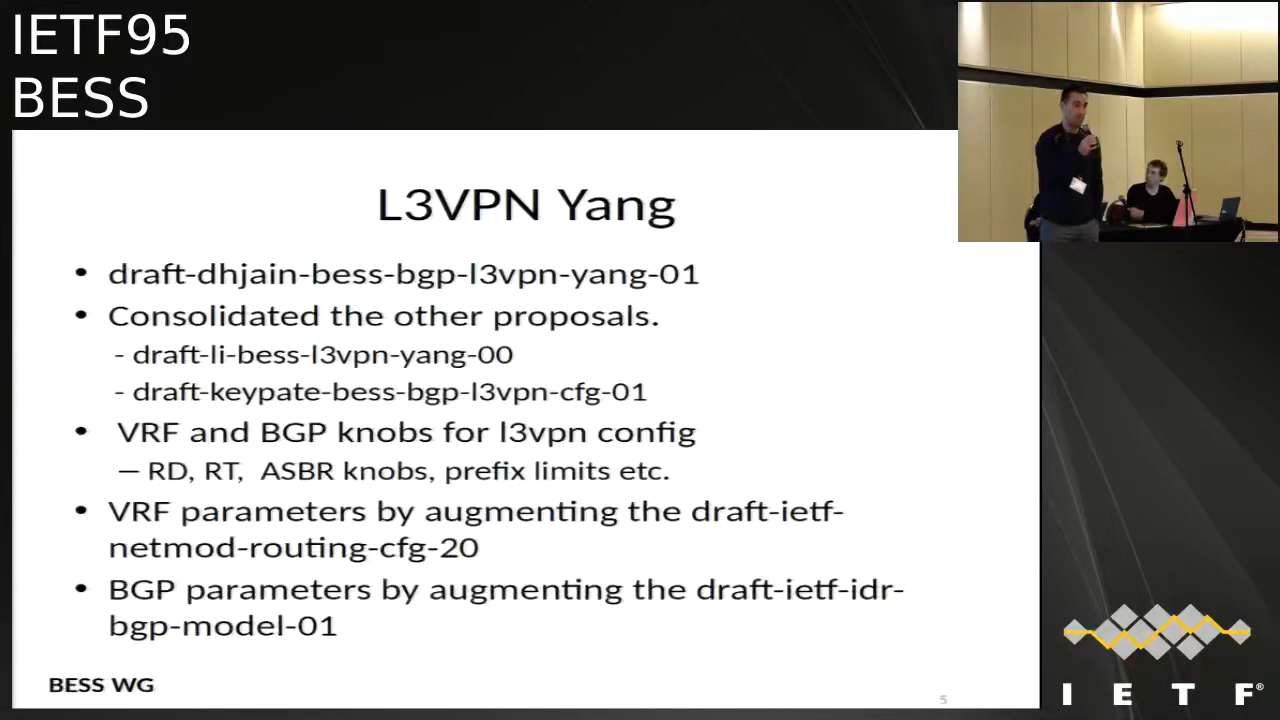 IETF95
BESS
L3VPN Yang
• draft-dhjain-bess-bgp-l3vpn-yang-01
• Consolidated the other proposals.
- draft-li-bess-l3vpn-yang-00
- draft-keypate-bess-bgp-l3vpn-cfg-01
• VRF and BGP knobs for l3vpn config
– RD, RT, ASBR knobs, prefix limits etc.
• VRF parameters by augmenting the draft-ietf-
netmod-routing-cfg-20
• BGP parameters by augmenting the draft-ietf-idr-
bgp-model-01
BESS WG
5
I E T F®